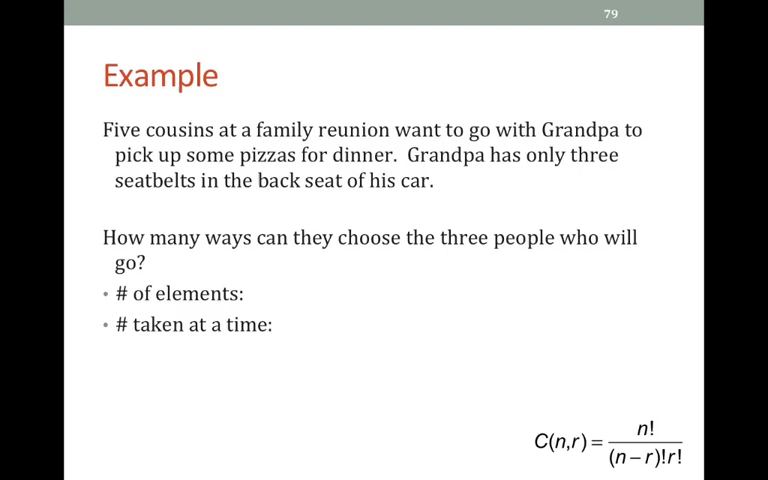 79
Example
Five cousins at a family reunion want to go with Grandpa to
pick up some pizzas for dinner.  Grandpa has only three
seatbelts in the back seat of his car.
How many ways can they choose the three people who will
go?
• # of elements:
• # taken at a time:
C(n,r) = n! / (n – r)!r!